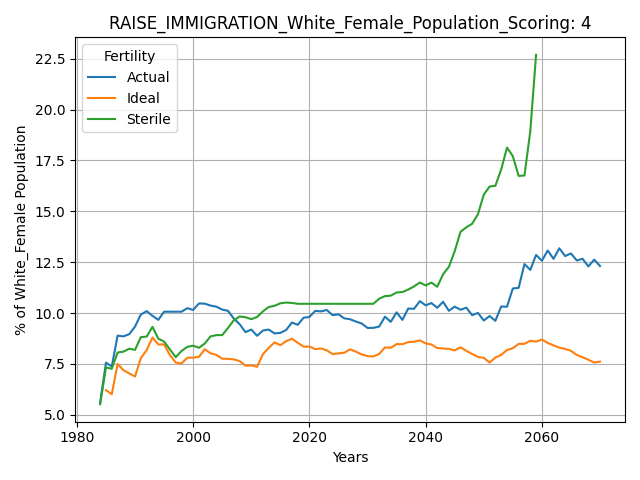 RAISE_IMMIGRATION_White_Female_Population_Scoring: 4
Fertility
Actual
Ideal
Sterile
% of White_Female Population
22.5
20.0
17.5
15.0
12.5
10.0
7.5
5.0
1980
2000
2020
2040
2060
Years